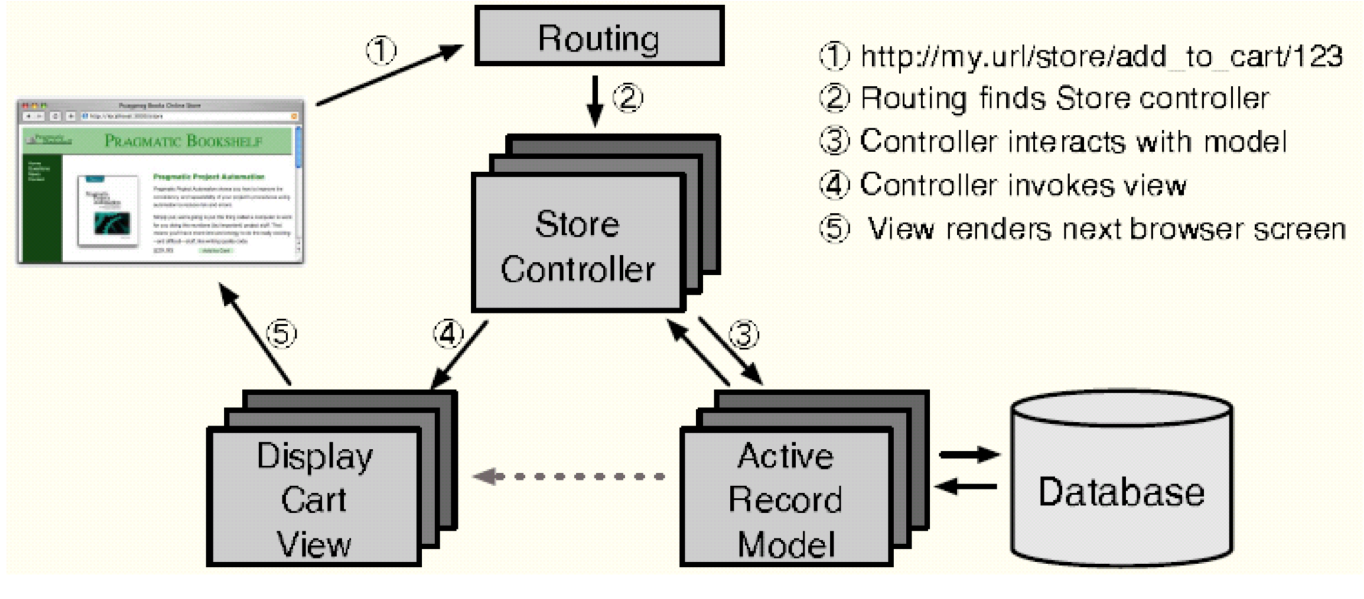 Routing
① http://my.url/store/add_to_cart/123
② Routing finds Store controller
③ Controller interacts with model
④ Controller invokes view
⑤ View renders next browser screen
①
②
Pragprog Books Online Store
PRAGMATIC BOOKSHELF
Pragmatic Project Automation
Store
Controller
⑤
④
③
Display
Cart
View
Active
Record
Model
Database